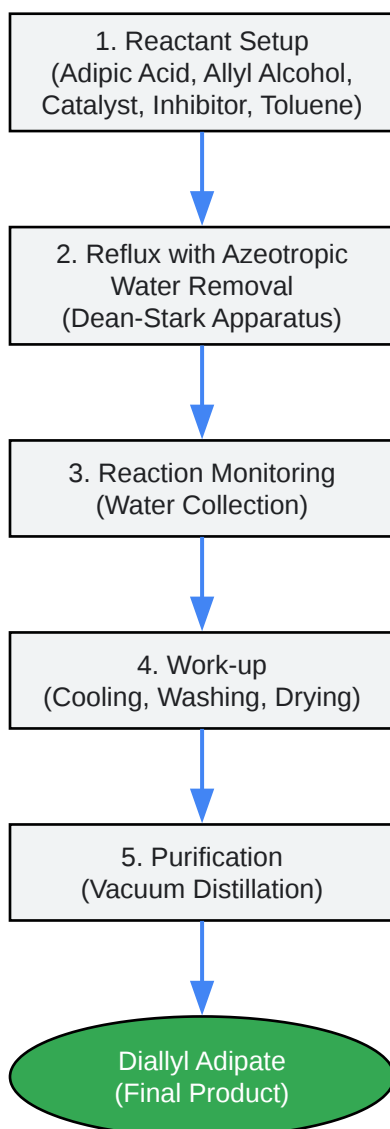 1. Reactant Setup
(Adipic Acid, Allyl Alcohol,
Catalyst, Inhibitor, Toluene)
2. Reflux with Azeotropic
Water Removal
(Dean-Stark Apparatus)
3. Reaction Monitoring
(Water Collection)
4. Work-up
(Cooling, Washing, Drying)
5. Purification
(Vacuum Distillation)
Diallyl Adipate
(Final Product)